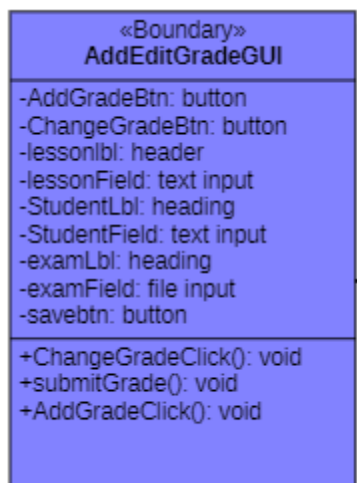 «Boundary»
AddEditGradeGUI
-AddGradeBtn: button
-ChangeGradeBtn: button
-lessonlbl: header
-lessonField: text input
-StudentLbl: heading
-StudentField: text input
-examLbl: heading
-examField: file input
-savebtn: button
+ChangeGradeClick(): void
+submitGrade(): void
+AddGradeClick(): void